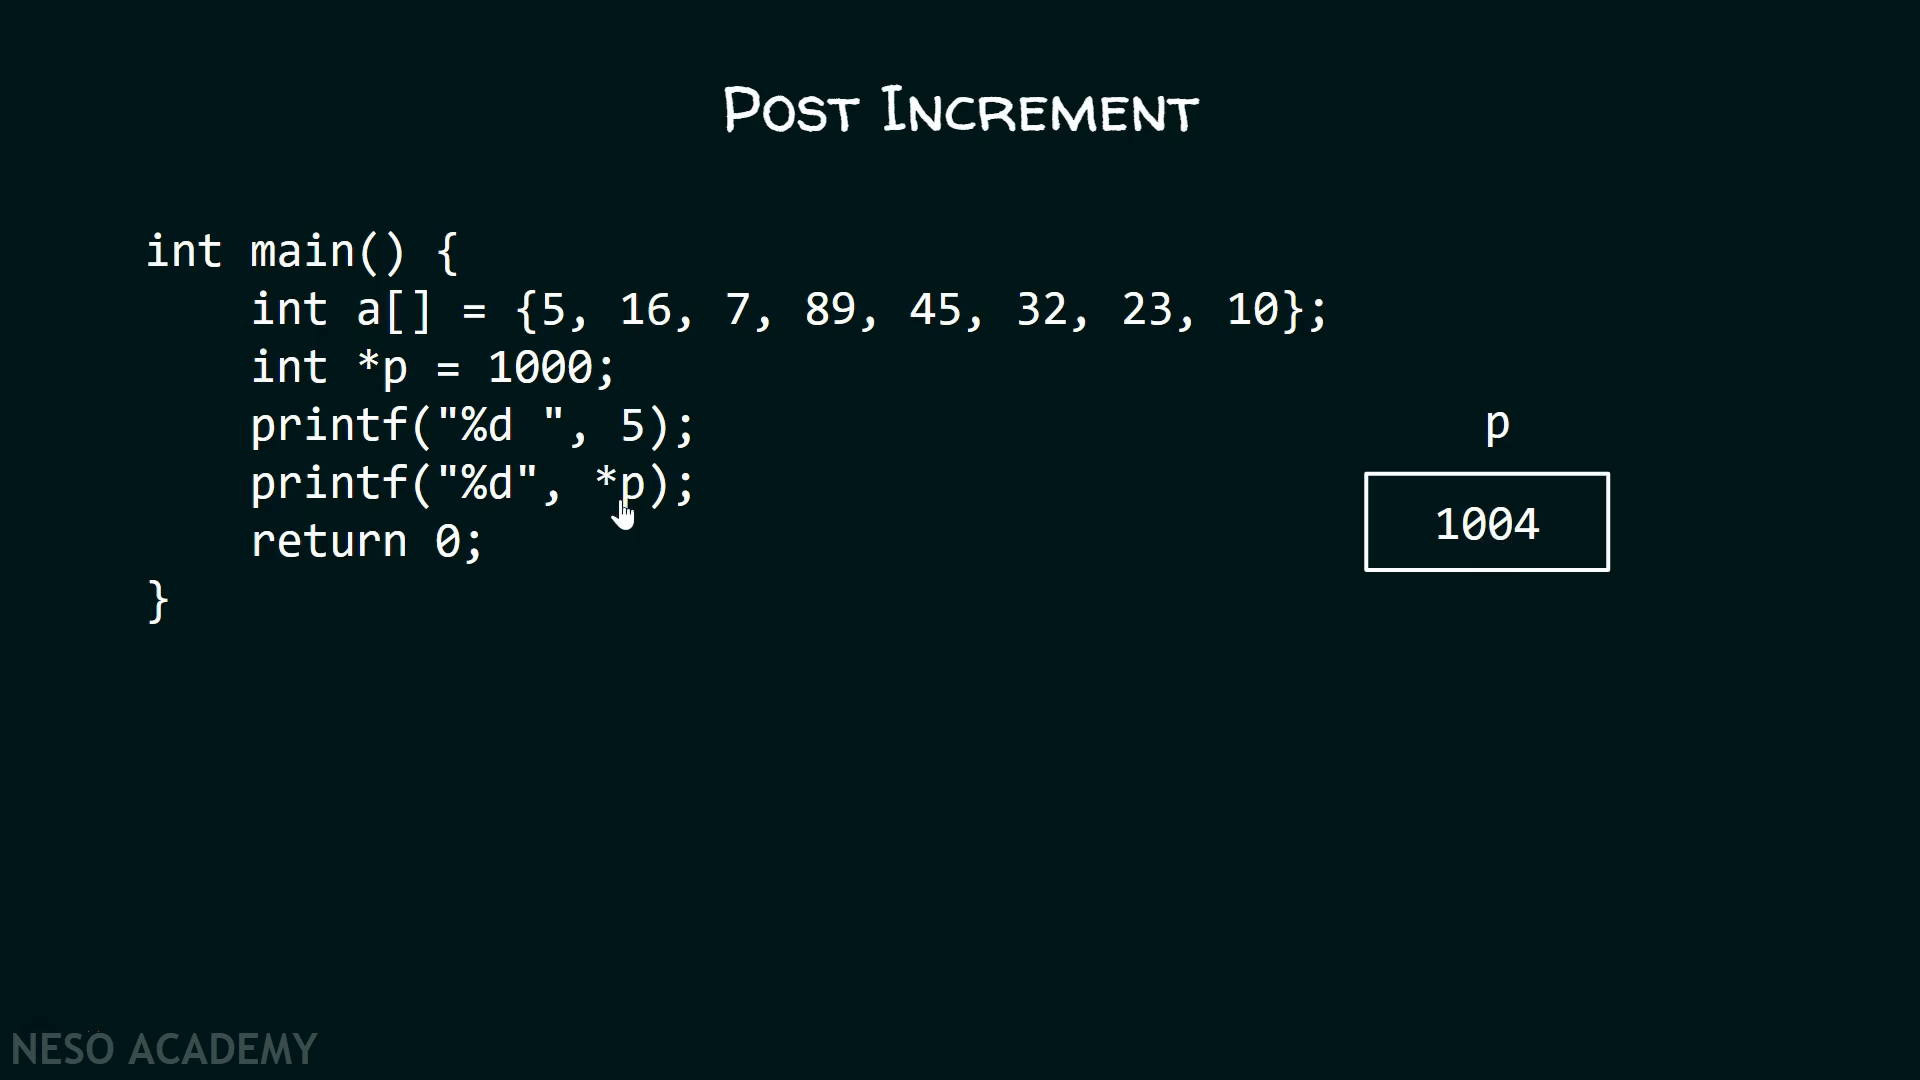 POST INCREMENT
int main() {
int a[] = {5, 16, 7, 89, 45, 32, 23, 10};
int *p = 1000;
printf("%d ", 5);
p
printf("%d", *p);
1004
return 0;
}
NESO ACADEMY